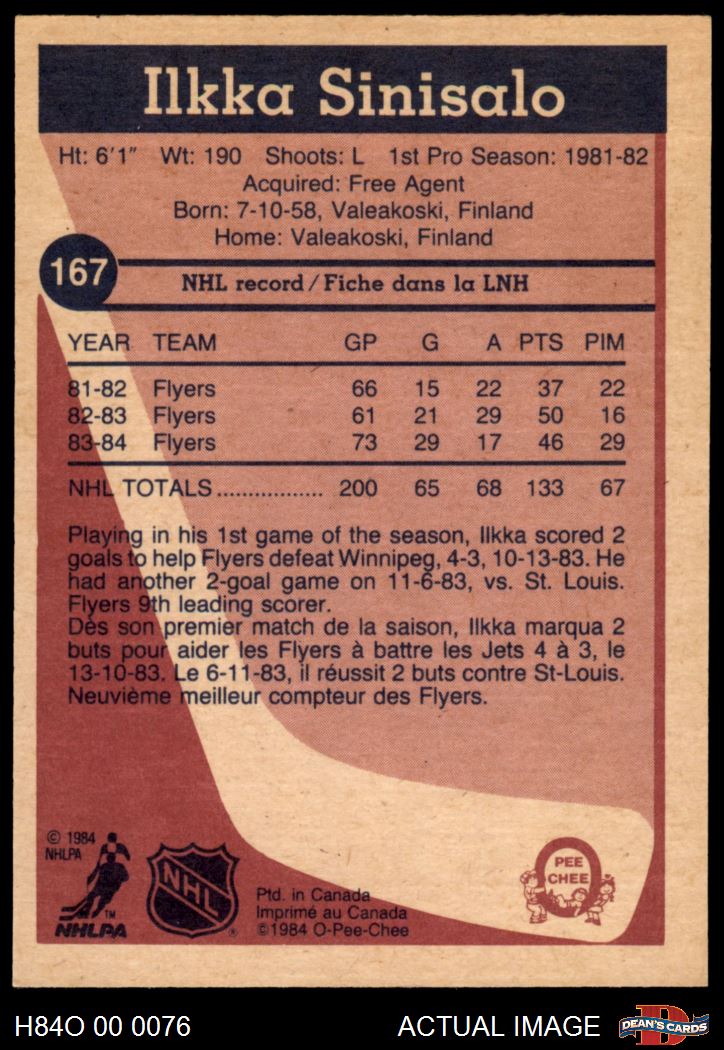 Ilkka Sinisalo
Ht: 6'1" Wt: 190 Shoots: L 1st Pro Season: 1981-82
Acquired: Free Agent
Born: 7-10-58, Valeakoski, Finland
Home: Valeakoski, Finland
167
NHL record/Fiche dans la LNH
YEAR TEAM GP G A PTS PIM
81-82 Flyers 66 15 22 37 22
82-83 Flyers 61 21 29 50 16
83-84 Flyers 73 29 17 46 29
NHL TOTALS................. 200 65 68 133 67
Playing in his 1st game of the season, Ilkka scored 2
goals to help Flyers defeat Winnipeg, 4-3, 10-13-83. He
had another 2-goal game on 11-6-83, vs. St. Louis.
Flyers 9th leading scorer.
Dès son premier match de la saison, Ilkka marqua 2
buts pour aider les Flyers à battre les Jets 4 à 3, le
13-10-83. Le 6-11-83, il réussit 2 buts contre St-Louis.
Neuvième meilleur compteur des Flyers.
© 1984
NHLPA
TM
NHLPA
NHL
®
Ptd. in Canada
Imprimé au Canada
©1984 O-Pee-Chee
PEE
CHEE
H84O 00 0076
ACTUAL IMAGE
D
DEAN'S CARDS